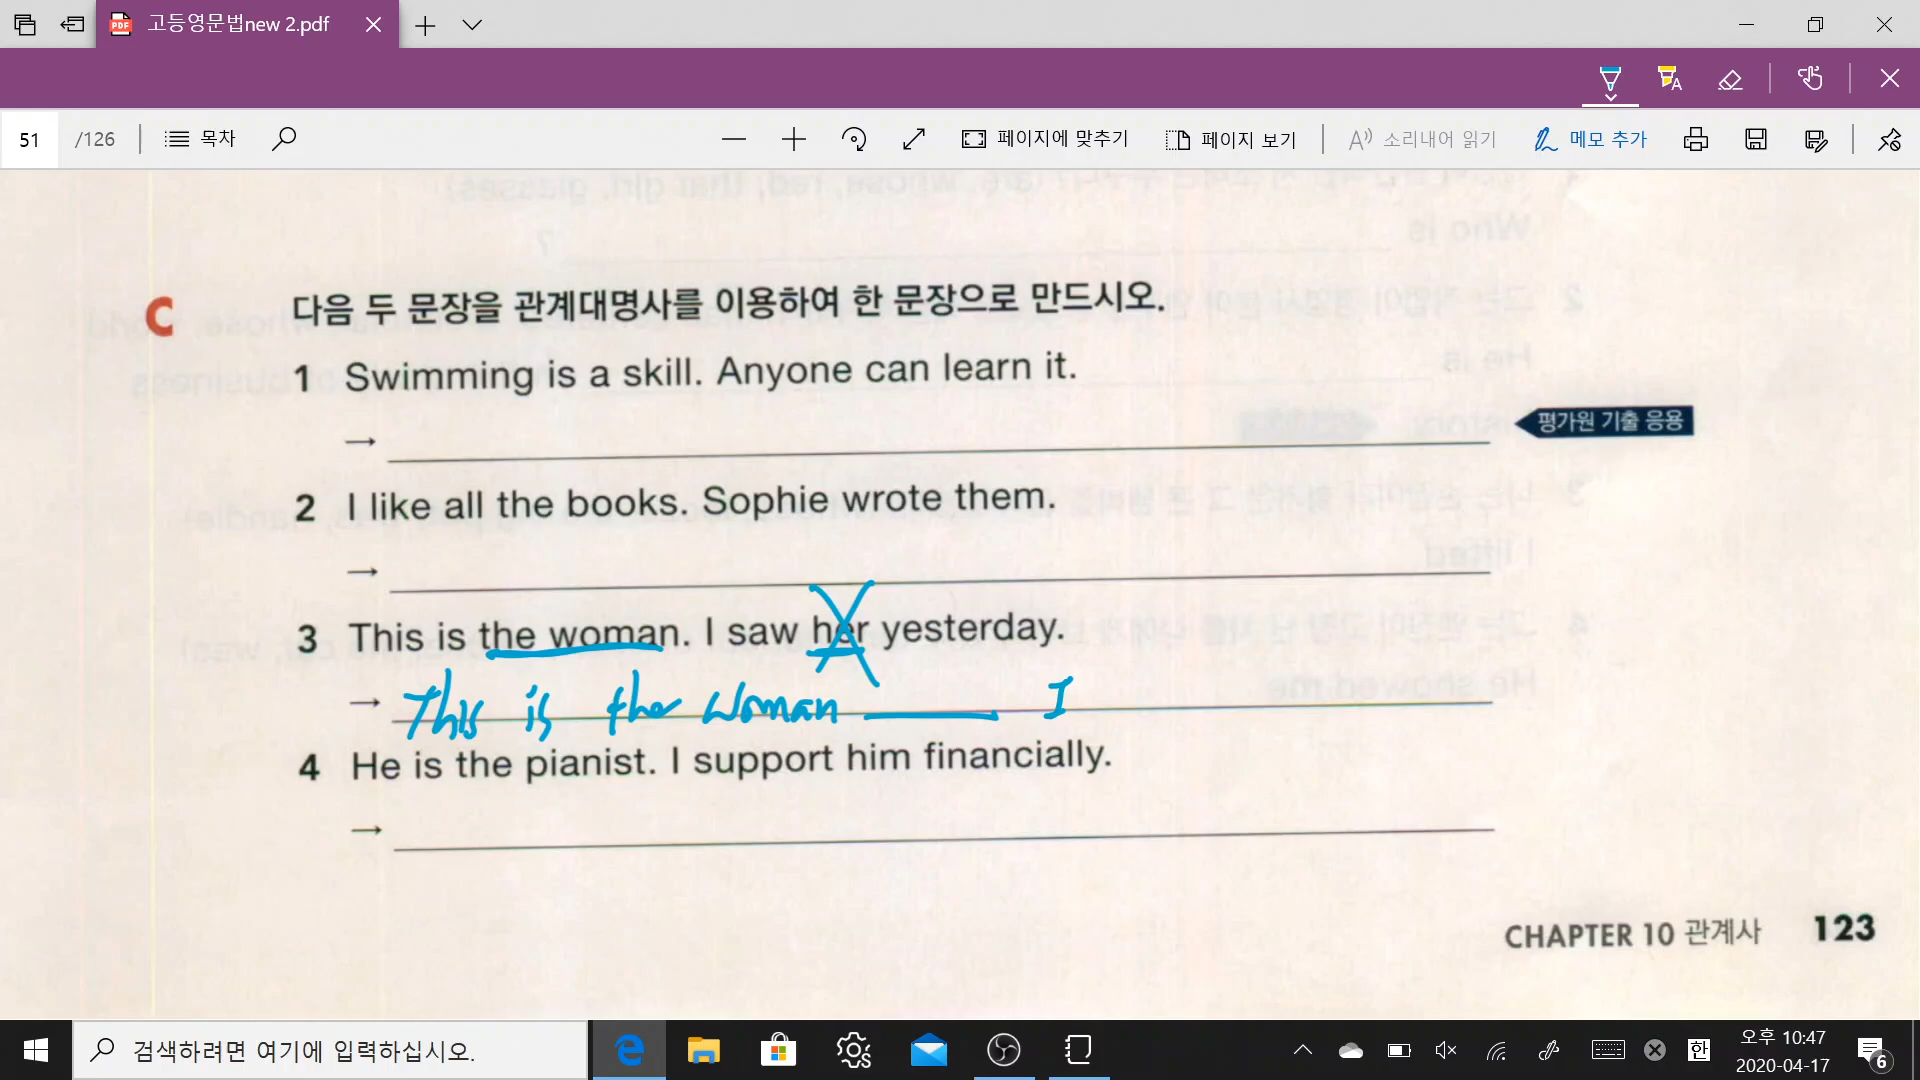 고등영문법new 2.pdf
51 /126 목차 페이지에 맞추기 페이지 보기 소리내어 읽기 메모 추가
C 다음 두 문장을 관계대명사를 이용하여 한 문장으로 만드시오.
1 Swimming is a skill. Anyone can learn it.
→
평가원 기출 응용
2 I like all the books. Sophie wrote them.
→
3 This is the woman. I saw her yesterday.
→ This is the woman ____ I
4 He is the pianist. I support him financially.
→
CHAPTER 10 관계사 123
검색하려면 여기에 입력하십시오.
한
오후 10:47
2020-04-17
6